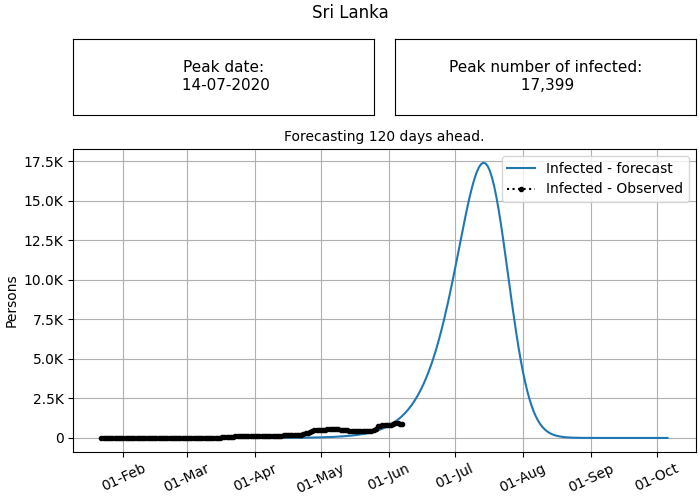 Sri Lanka
Peak date:
14-07-2020
Peak number of infected:
17,399
Forecasting 120 days ahead.
Infected - forecast
Infected - Observed
17.5K
15.0K
12.5K
10.0K
7.5K
5.0K
2.5K
0
Persons
01-Feb
01-Mar
01-Apr
01-May
01-Jun
01-Jul
01-Aug
01-Sep
01-Oct